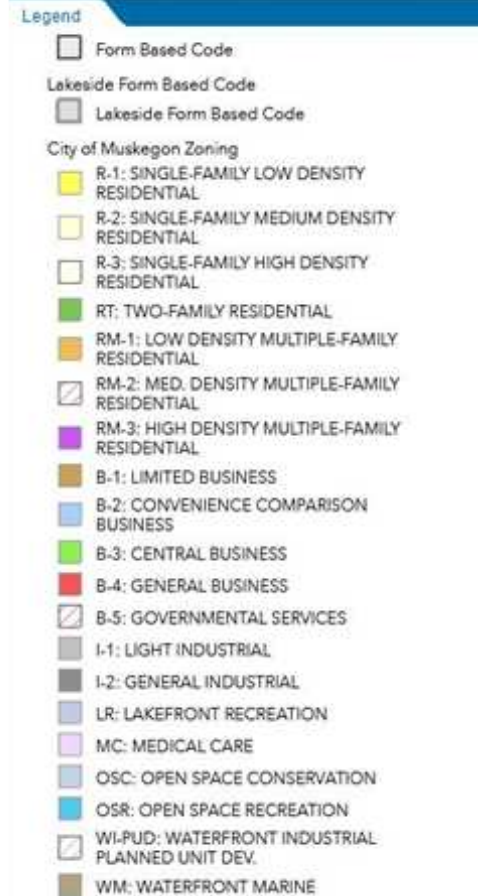 Legend
Form Based Code
Lakeside Form Based Code
Lakeside Form Based Code
City of Muskegon Zoning
R-1: SINGLE-FAMILY LOW DENSITY
RESIDENTIAL
R-2: SINGLE-FAMILY MEDIUM DENSITY
RESIDENTIAL
R-3: SINGLE-FAMILY HIGH DENSITY
RESIDENTIAL
RT: TWO-FAMILY RESIDENTIAL
RM-1: LOW DENSITY MULTIPLE-FAMILY
RESIDENTIAL
RM-2: MED. DENSITY MULTIPLE-FAMILY
RESIDENTIAL
RM-3: HIGH DENSITY MULTIPLE-FAMILY
RESIDENTIAL
B-1: LIMITED BUSINESS
B-2: CONVENIENCE COMPARISON
BUSINESS
B-3: CENTRAL BUSINESS
B-4: GENERAL BUSINESS
B-5: GOVERNMENTAL SERVICES
I-1: LIGHT INDUSTRIAL
I-2: GENERAL INDUSTRIAL
LR: LAKEFRONT RECREATION
MC: MEDICAL CARE
OSC: OPEN SPACE CONSERVATION
OSR: OPEN SPACE RECREATION
WI-PUD: WATERFRONT INDUSTRIAL
PLANNED UNIT DEV.
WM: WATERFRONT MARINE